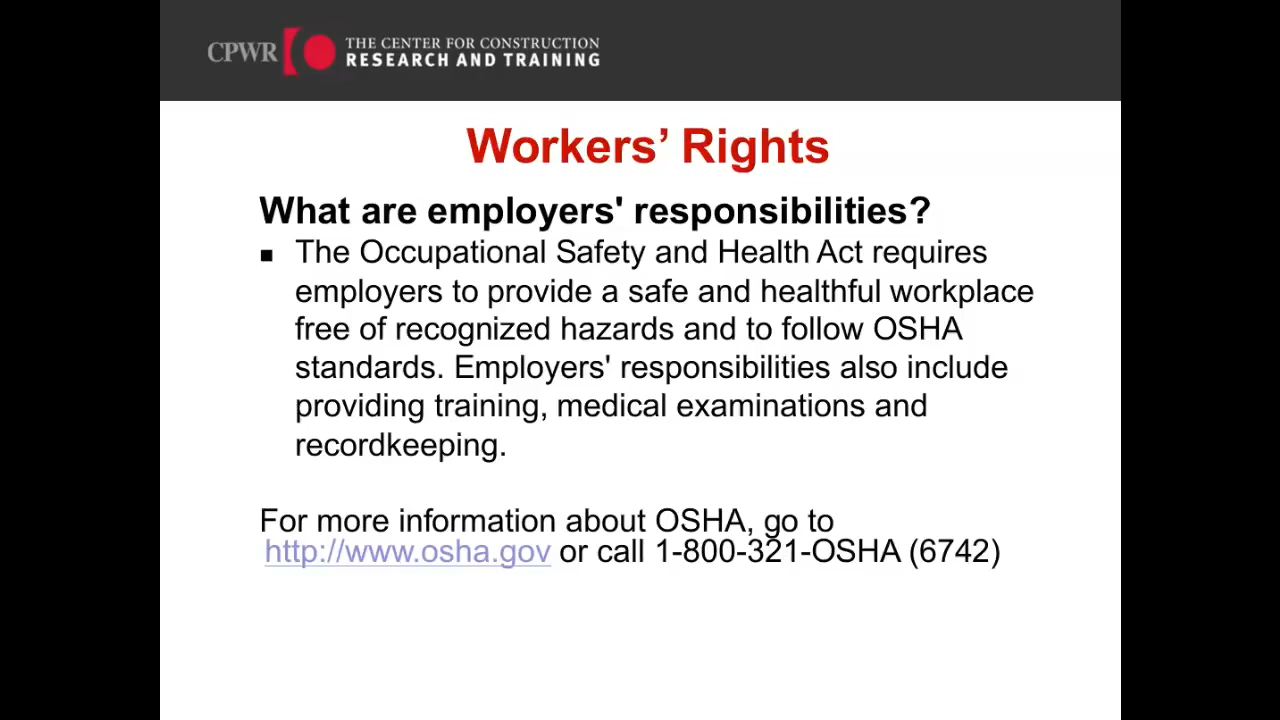 CPWR
THE CENTER FOR CONSTRUCTION
RESEARCH AND TRAINING
Workers’ Rights
What are employers' responsibilities?
▪ The Occupational Safety and Health Act requires
employers to provide a safe and healthful workplace
free of recognized hazards and to follow OSHA
standards. Employers' responsibilities also include
providing training, medical examinations and
recordkeeping.
For more information about OSHA, go to
http://www.osha.gov or call 1-800-321-OSHA (6742)